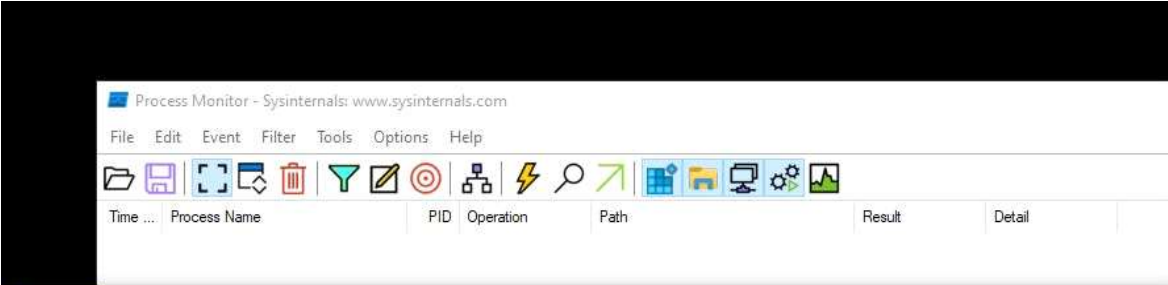 Process Monitor - Sysinternals: www.sysinternals.com
File Edit Event Filter Tools Options Help
Time ... Process Name PID Operation Path Result Detail